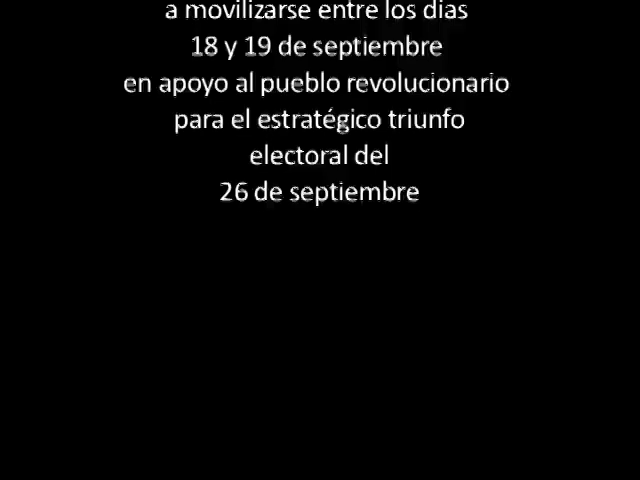 a movilizarse entre los días
18 y 19 de septiembre
en apoyo al pueblo revolucionario
para el estratégico triunfo
electoral del
26 de septiembre